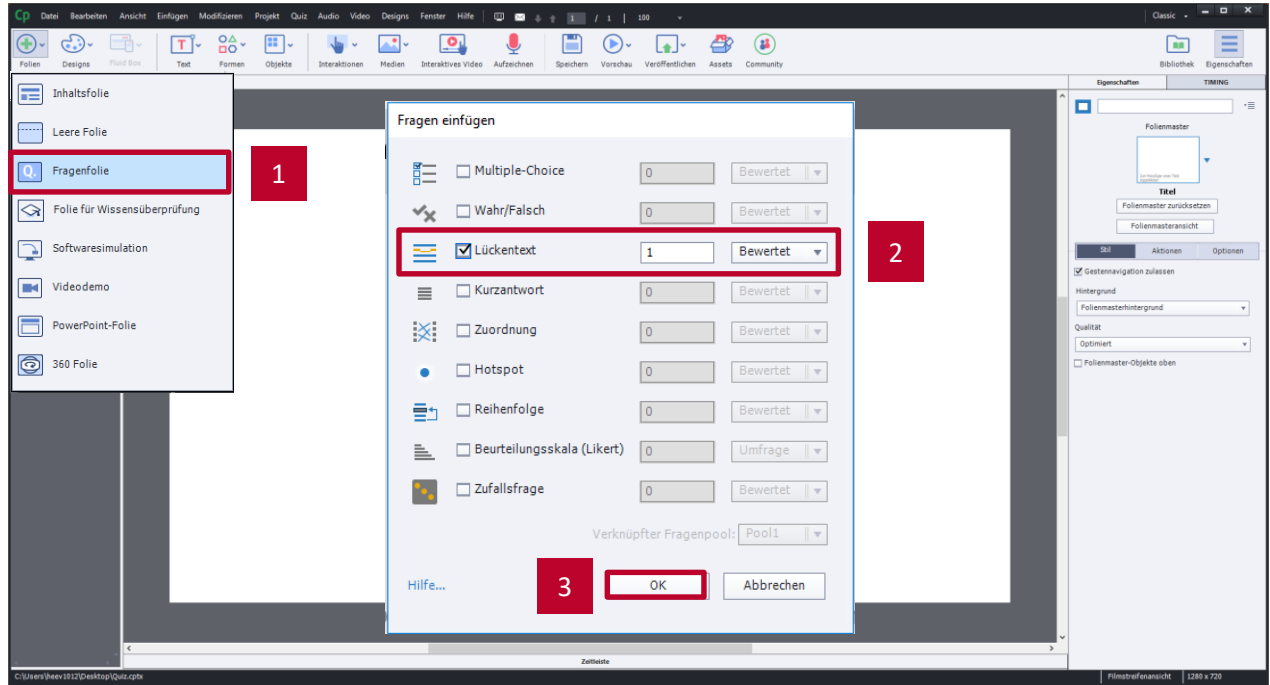 Cp Datei Bearbeiten Ansicht Einfügen Modifizieren Projekt Quiz Audio Video Designs Fenster Hilfe 1 / 1 100 Classic
Folien Designs Fluid Box Text Formen Objekte Interaktionen Medien Interaktives Video Aufzeichnen Speichern Vorschau Veröffentlichen Assets Community Bibliothek Eigenschaften
Inhaltsfolie
Leere Folie
Fragenfolie
1
Folie für Wissensüberprüfung
Softwaresimulation
Videodemo
PowerPoint-Folie
360 Folie
Fragen einfügen
Multiple-Choice 0 Bewertet
Wahr/Falsch 0 Bewertet
Lückentext 1 Bewertet
2
Kurzantwort 0 Bewertet
Zuordnung 0 Bewertet
Hotspot 0 Bewertet
Reihenfolge 0 Bewertet
Beurteilungsskala (Likert) 0 Umfrage
Zufallsfrage 0 Bewertet
Verknüpfter Fragenpool: Pool1
Hilfe... 3 OK Abbrechen
Eigenschaften TIMING
Folienmaster
Titel
Folienmaster zurücksetzen
Folienmasteransicht
Stil Aktionen Optionen
Gestennavigation zulassen
Hintergrund
Folienmasterhintergrund
Qualität
Optimiert
Folienmaster-Objekte oben
Zeitleiste
C:\Users\heev1012\Desktop\Quiz.cptx Filmstreifenansicht 1280 x 720